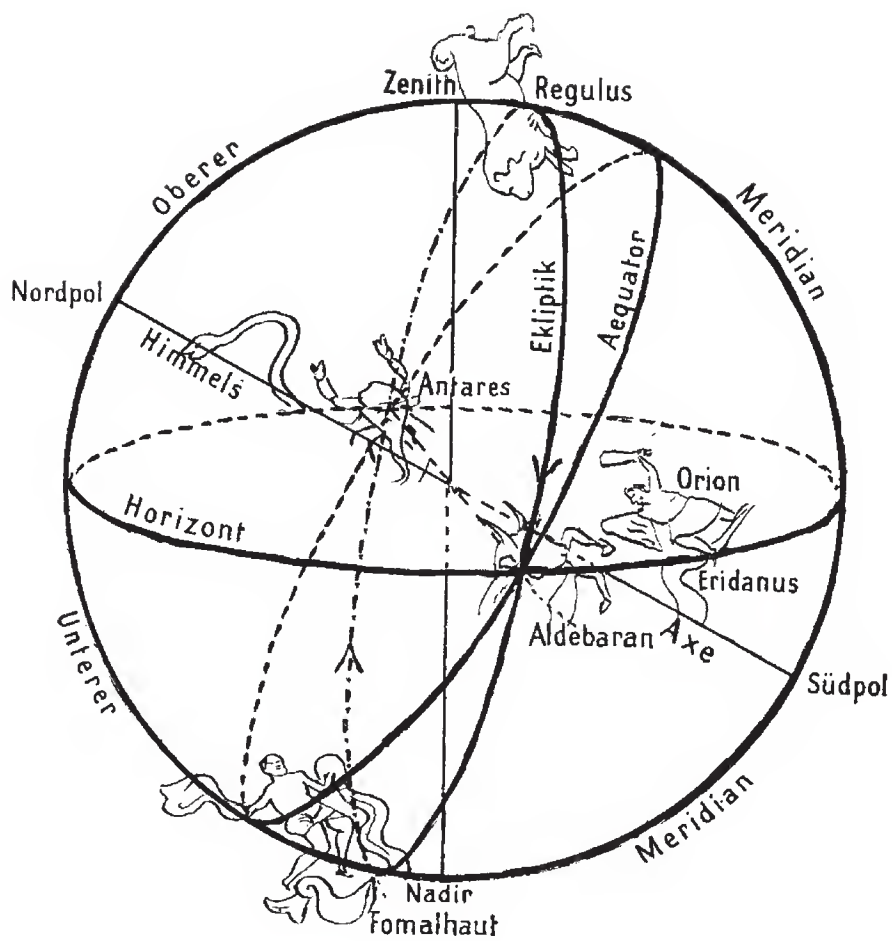 Zenith
Regulus
Oberer
Meridian
Nordpol
Himmels
Ekliptik
Aequator
Antares
Orion
Horizont
Eridanus
Unterer
Aldebaran
Axe
Südpol
Meridian
Nadir
Fomalhaut